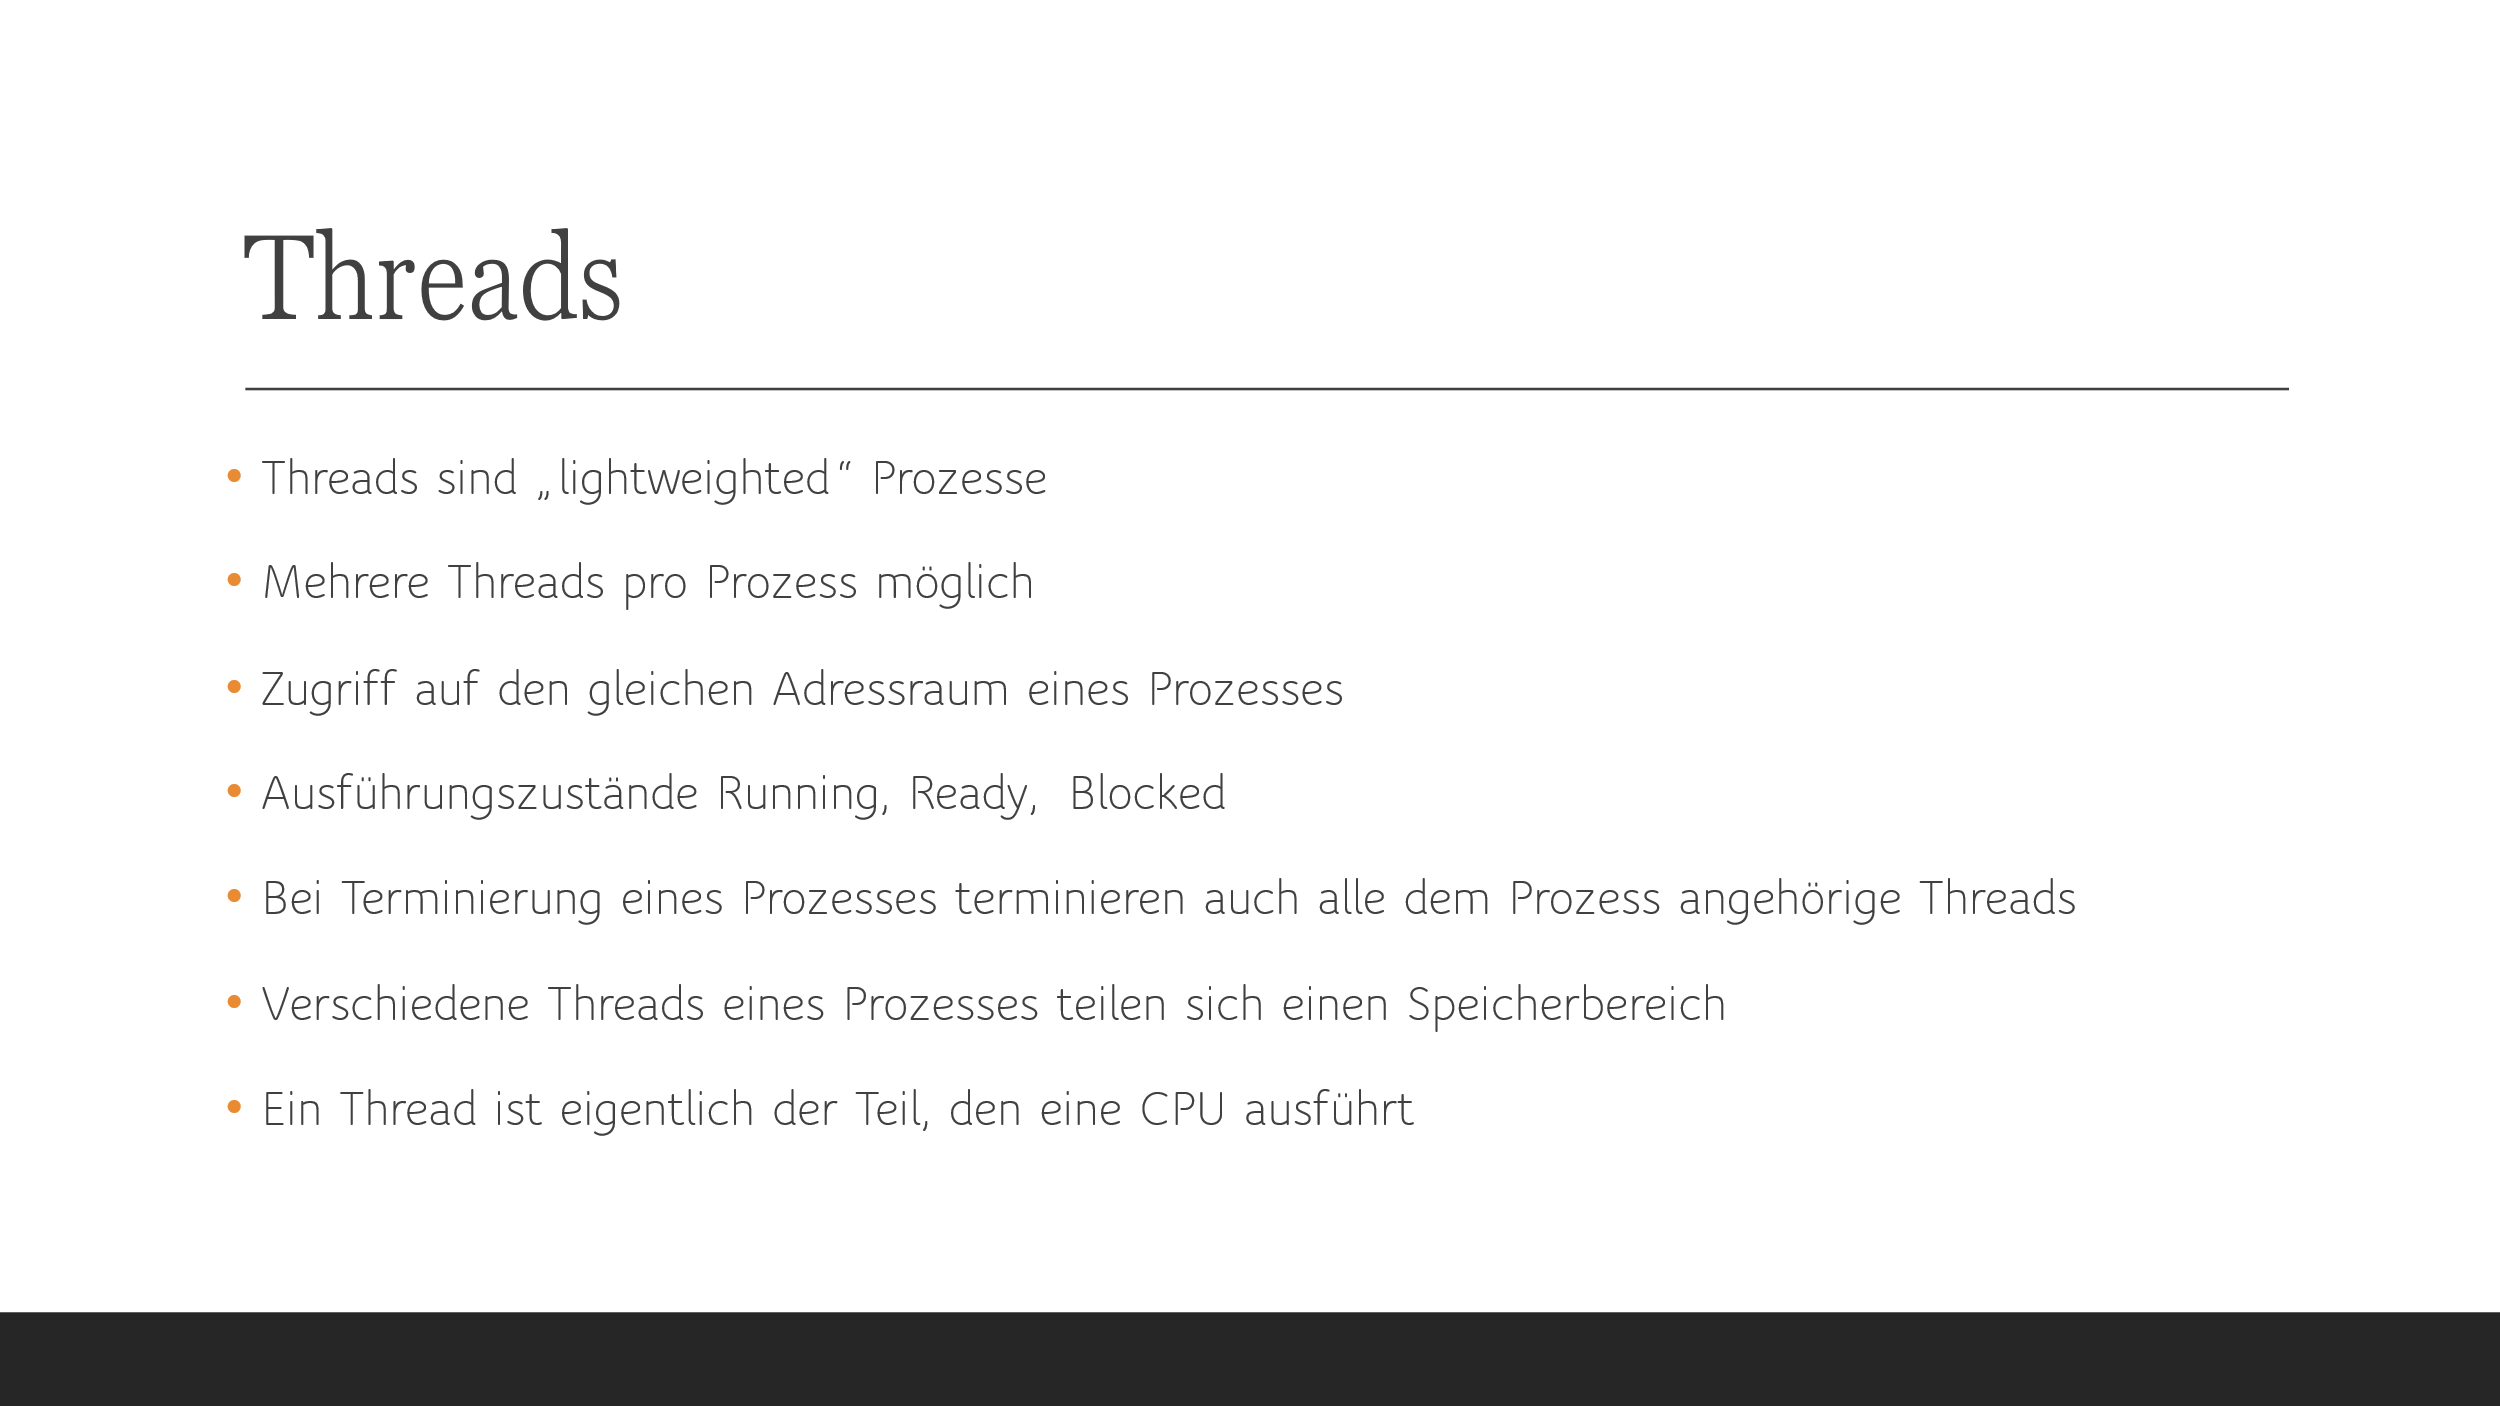 Threads
• Threads sind „lightweighted“ Prozesse
• Mehrere Threads pro Prozess möglich
• Zugriff auf den gleichen Adressraum eines Prozesses
• Ausführungszustände Running, Ready,  Blocked
• Bei Terminierung eines Prozesses terminieren auch alle dem Prozess angehörige Threads
• Verschiedene Threads eines Prozesses teilen sich einen Speicherbereich
• Ein Thread ist eigentlich der Teil, den eine CPU ausführt